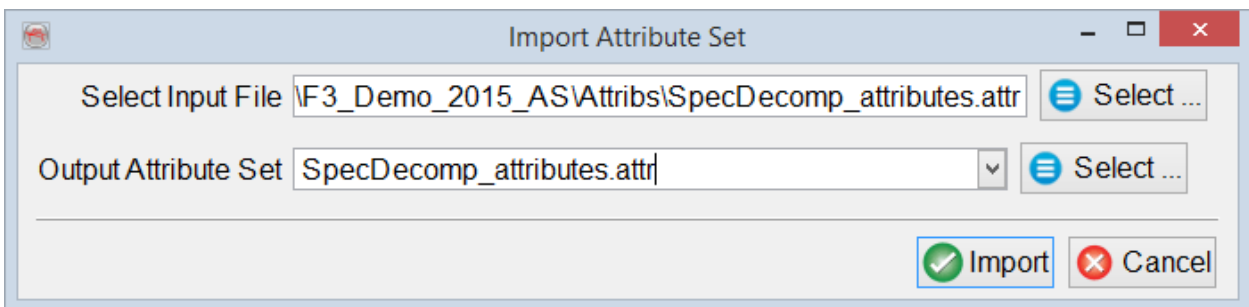 Import Attribute Set
Select Input File \F3_Demo_2015_AS\Attribs\SpecDecomp_attributes.attr Select ...
Output Attribute Set SpecDecomp_attributes.attr Select ...
Import Cancel